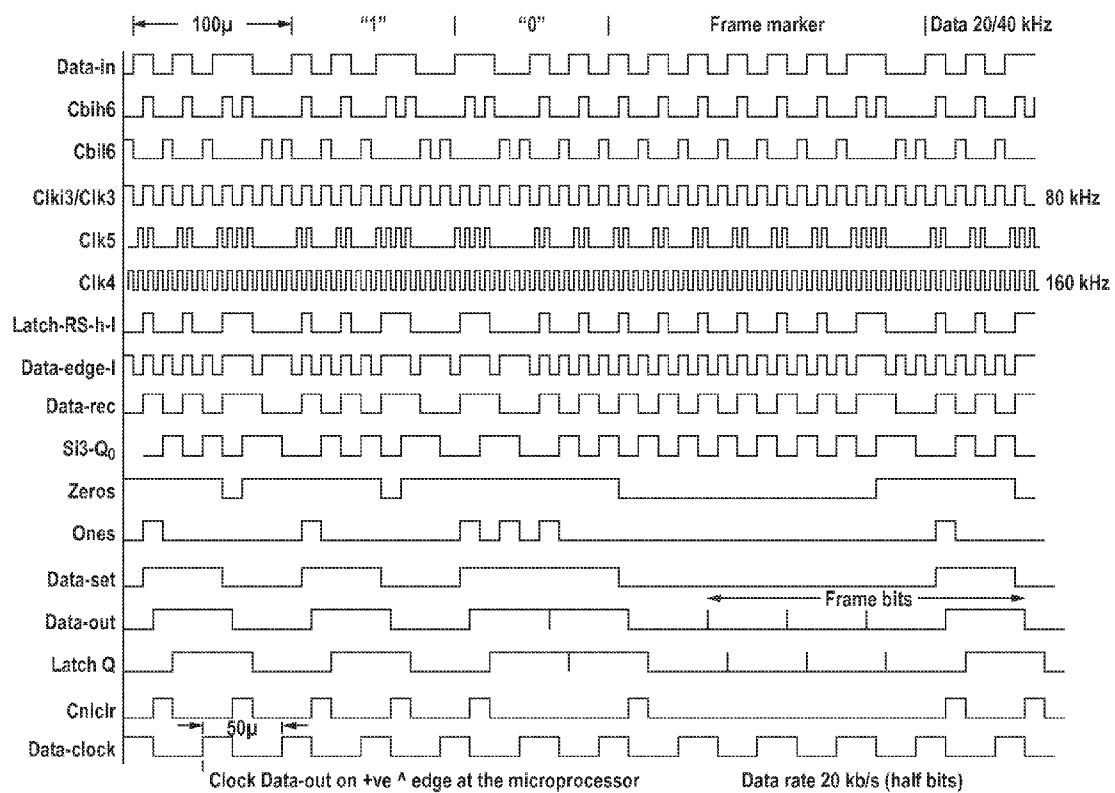 100µ "1" "0" Frame marker Data 20/40 kHz
Data-in
Cbih6
Cbil6
Clki3/Clk3 80 kHz
Clk5
Clk4 160 kHz
Latch-RS-h-l
Data-edge-l
Data-rec
Sl3-Q0
Zeros
Ones
Data-set
Frame bits
Data-out
Latch Q
Cnlclr
50µ
Data-clock
Clock Data-out on +ve ^ edge at the microprocessor Data rate 20 kb/s (half bits)